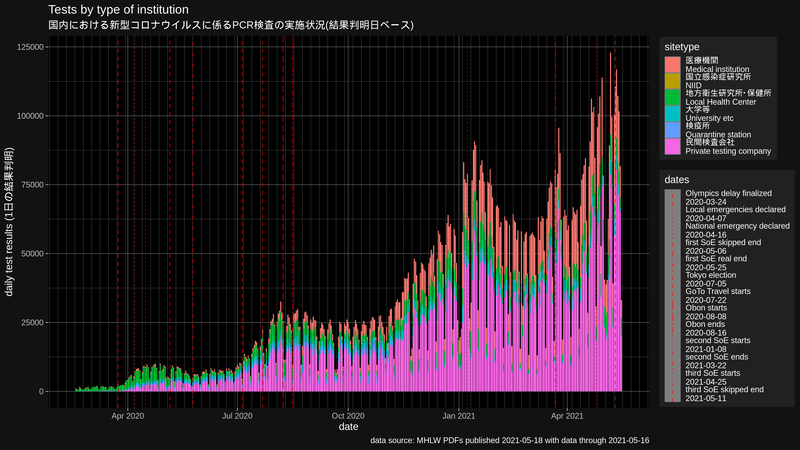 Tests by type of institution
国内における新型コロナウイルスに係るPCR検査の実施状況(結果判明日ベース)
125000
100000
75000
50000
25000
0
daily test results (1日の結果判明)
Apr 2020
Jul 2020
Oct 2020
Jan 2021
Apr 2021
date
data source: MHLW PDFs published 2021-05-18 with data through 2021-05-16
sitetype
医療機関
Medical institution
国立感染症研究所
NIID
地方衛生研究所・保健所
Local Health Center
大学等
University etc
検疫所
Quarantine station
民間検査会社
Private testing company
dates
Olympics delay finalized
2020-03-24
Local emergencies declared
2020-04-07
National emergency declared
2020-04-16
first SoE skipped end
2020-05-06
first SoE real end
2020-05-25
Tokyo election
2020-07-05
GoTo Travel starts
2020-07-22
Obon starts
2020-08-08
Obon ends
2020-08-16
second SoE starts
2021-01-08
second SoE ends
2021-03-22
third SoE starts
2021-04-25
third SoE skipped end
2021-05-11